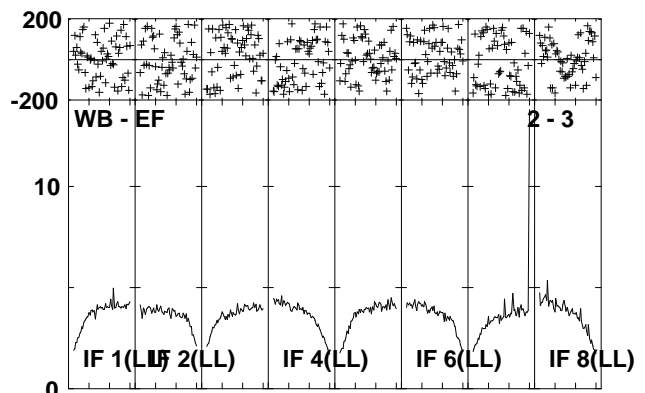 200
-200
WB - EF 2 - 3
10
IF 1(LL) IF 2(LL) IF 4(LL) IF 6(LL) IF 8(LL)
0